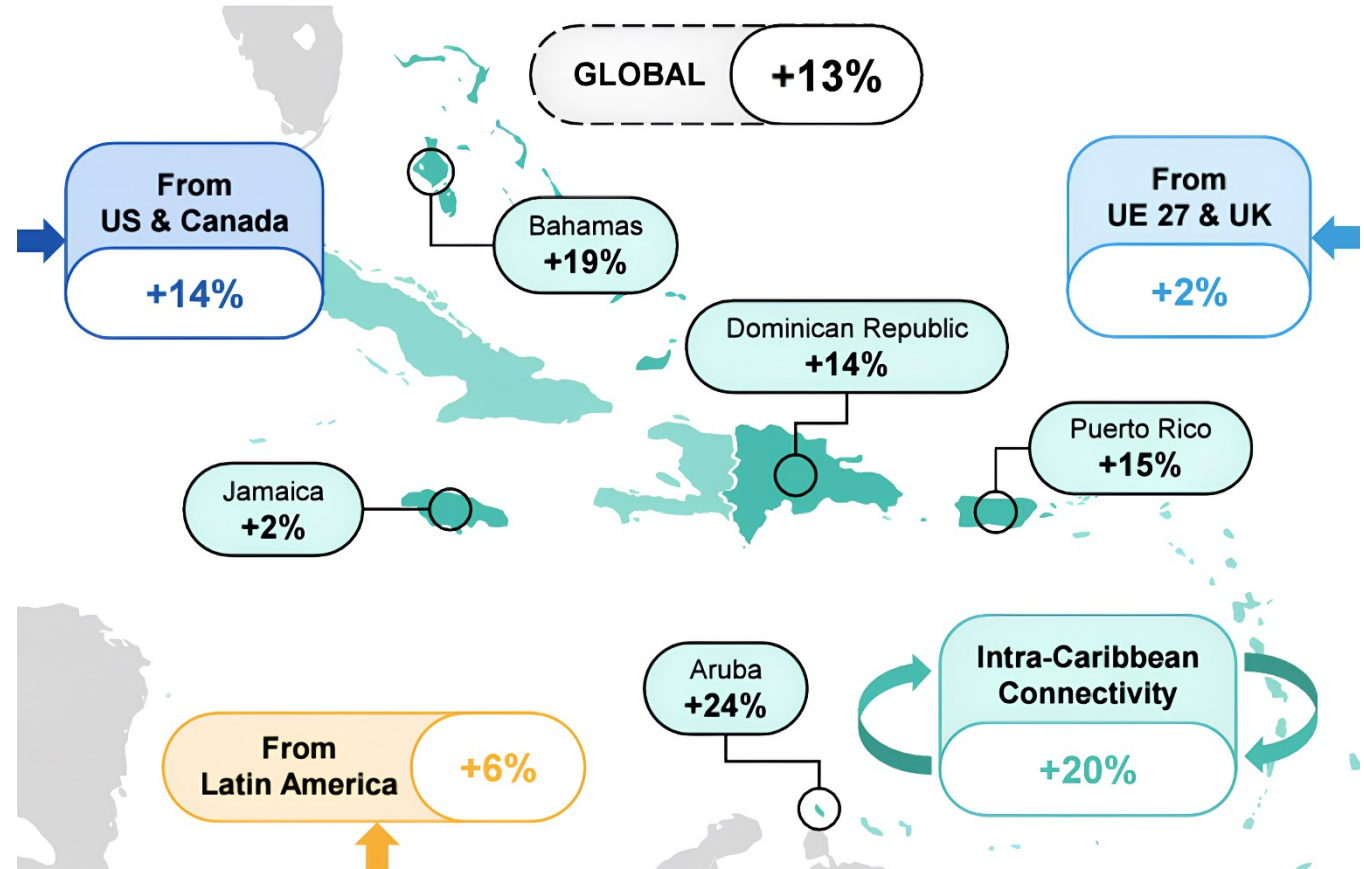 GLOBAL
+13%
From
US & Canada
+14%
From
UE 27 & UK
+2%
Bahamas
+19%
Dominican Republic
+14%
Puerto Rico
+15%
Jamaica
+2%
Aruba
+24%
Intra-Caribbean
Connectivity
+20%
From
Latin America
+6%